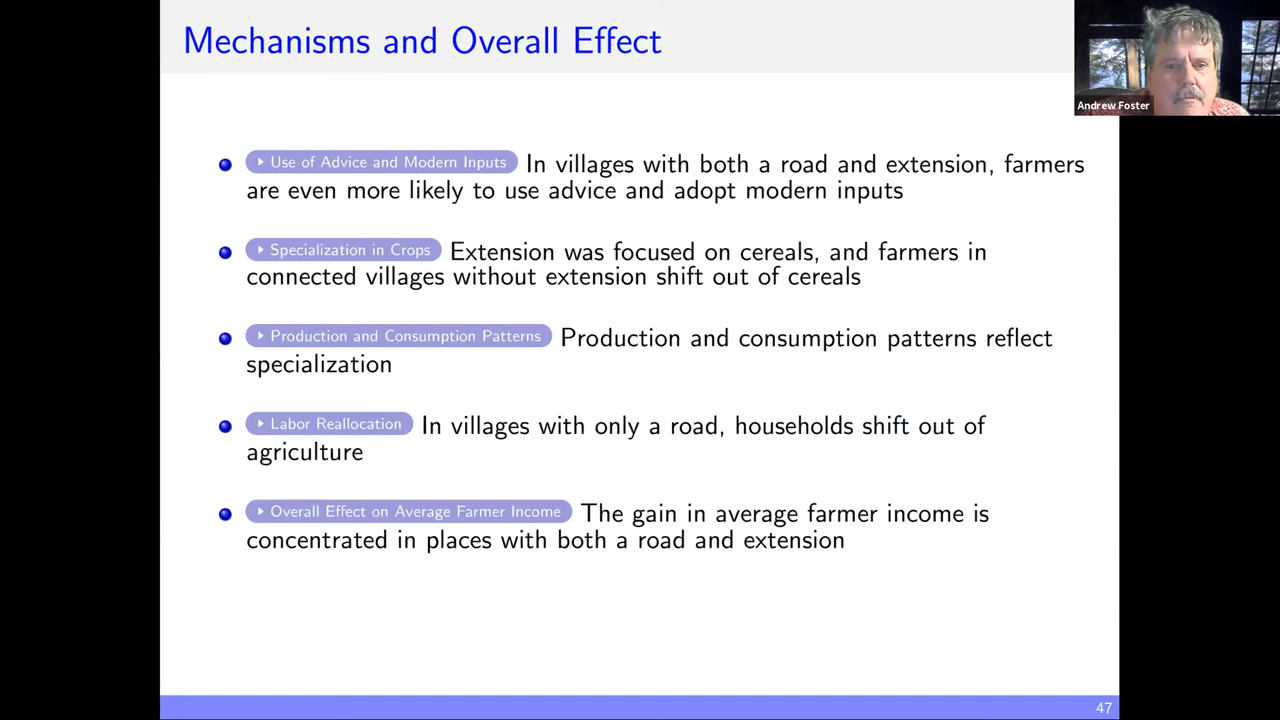 Mechanisms and Overall Effect
Andrew Foster
Use of Advice and Modern Inputs In villages with both a road and extension, farmers
are even more likely to use advice and adopt modern inputs
Specialization in Crops Extension was focused on cereals, and farmers in
connected villages without extension shift out of cereals
Production and Consumption Patterns Production and consumption patterns reflect
specialization
Labor Reallocation In villages with only a road, households shift out of
agriculture
Overall Effect on Average Farmer Income The gain in average farmer income is
concentrated in places with both a road and extension
47